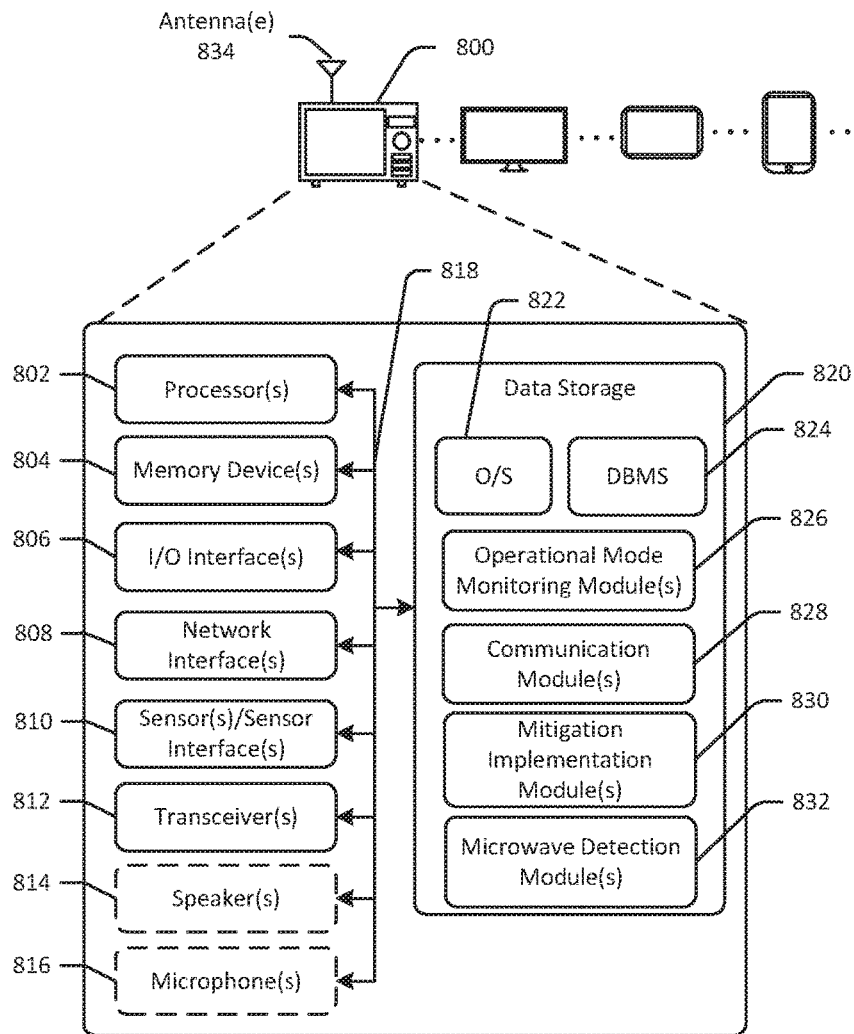 Antenna(e)
834
800
818
822
802
Processor(s)
Data Storage
820
804
Memory Device(s)
O/S
DBMS
824
806
I/O Interface(s)
Operational Mode
Monitoring Module(s)
826
808
Network
Interface(s)
Communication
Module(s)
828
810
Sensor(s)/Sensor
Interface(s)
Mitigation
Implementation
Module(s)
830
812
Transceiver(s)
832
Microwave Detection
Module(s)
814
Speaker(s)
816
Microphone(s)